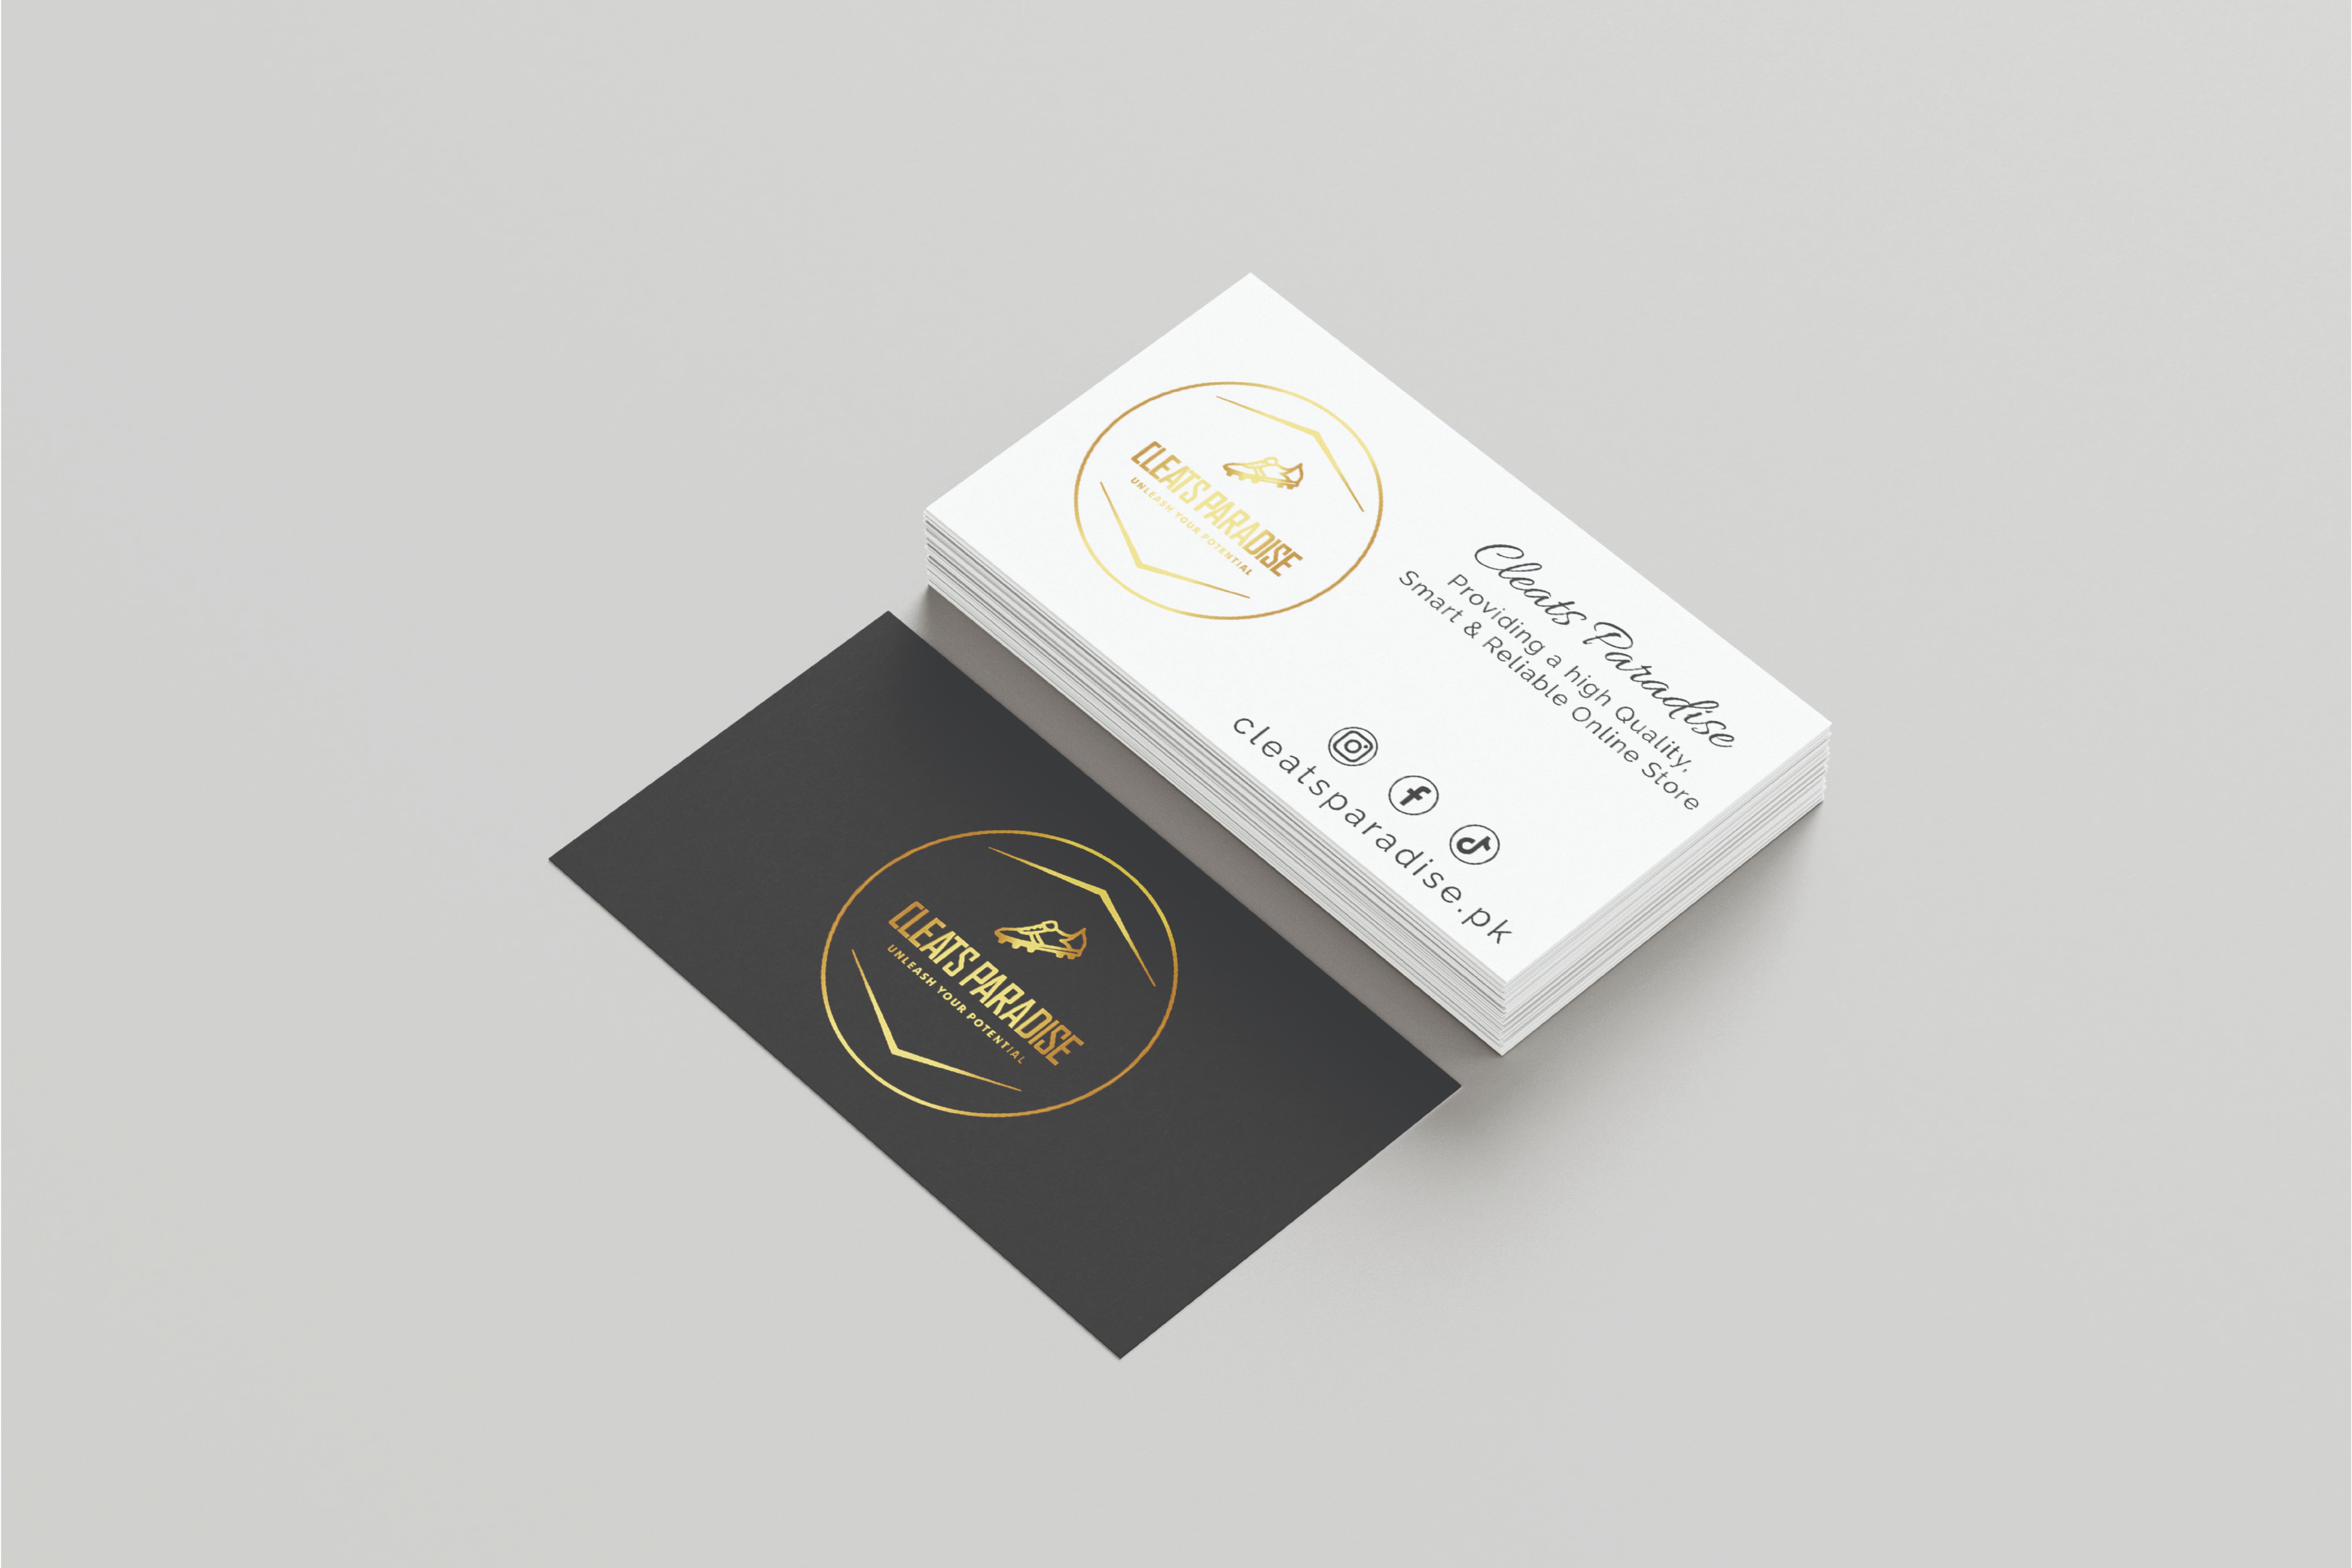 CLEATS PARADISE
UNLEASH YOUR POTENTIAL
Cleats Paradise
Providing a high Quality,
Smart & Reliable Online Store
cleatsparadise.pk
CLEATS PARADISE
UNLEASH YOUR POTENTIAL